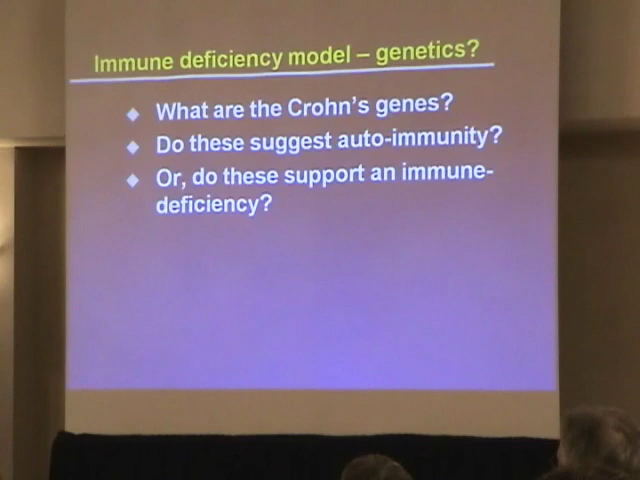 Immune deficiency model – genetics?
What are the Crohn's genes?
Do these suggest auto-immunity?
Or, do these support an immune-
deficiency?